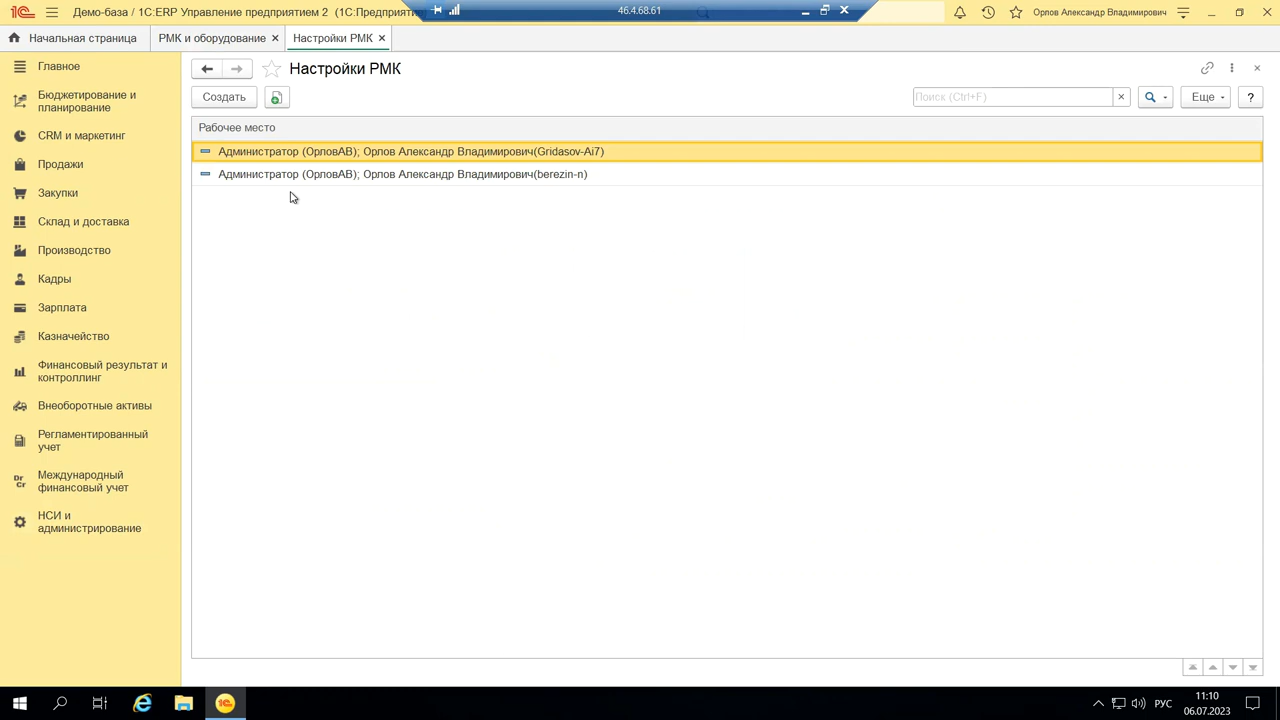 Демо-база / 1С:ERP Управление предприятием 2 (1С:Предприяти
46.4.68.61
Орлов Александр Владимирович
Начальная страница
РМК и оборудование ×
Настройки РМК ×
Главное
Бюджетирование и
планирование
CRM и маркетинг
Продажи
Закупки
Склад и доставка
Производство
Кадры
Зарплата
Казначейство
Финансовый результат и
контроллинг
Внеоборотные активы
Регламентированный
учет
Международный
финансовый учет
НСИ и
администрирование
Настройки РМК
Создать
Поиск (Ctrl+F)
Еще
?
Рабочее место
Администратор (ОрловАВ); Орлов Александр Владимирович(Gridasov-Ai7)
Администратор (ОрловАВ); Орлов Александр Владимирович(berezin-n)
РУС
11:10
06.07.2023